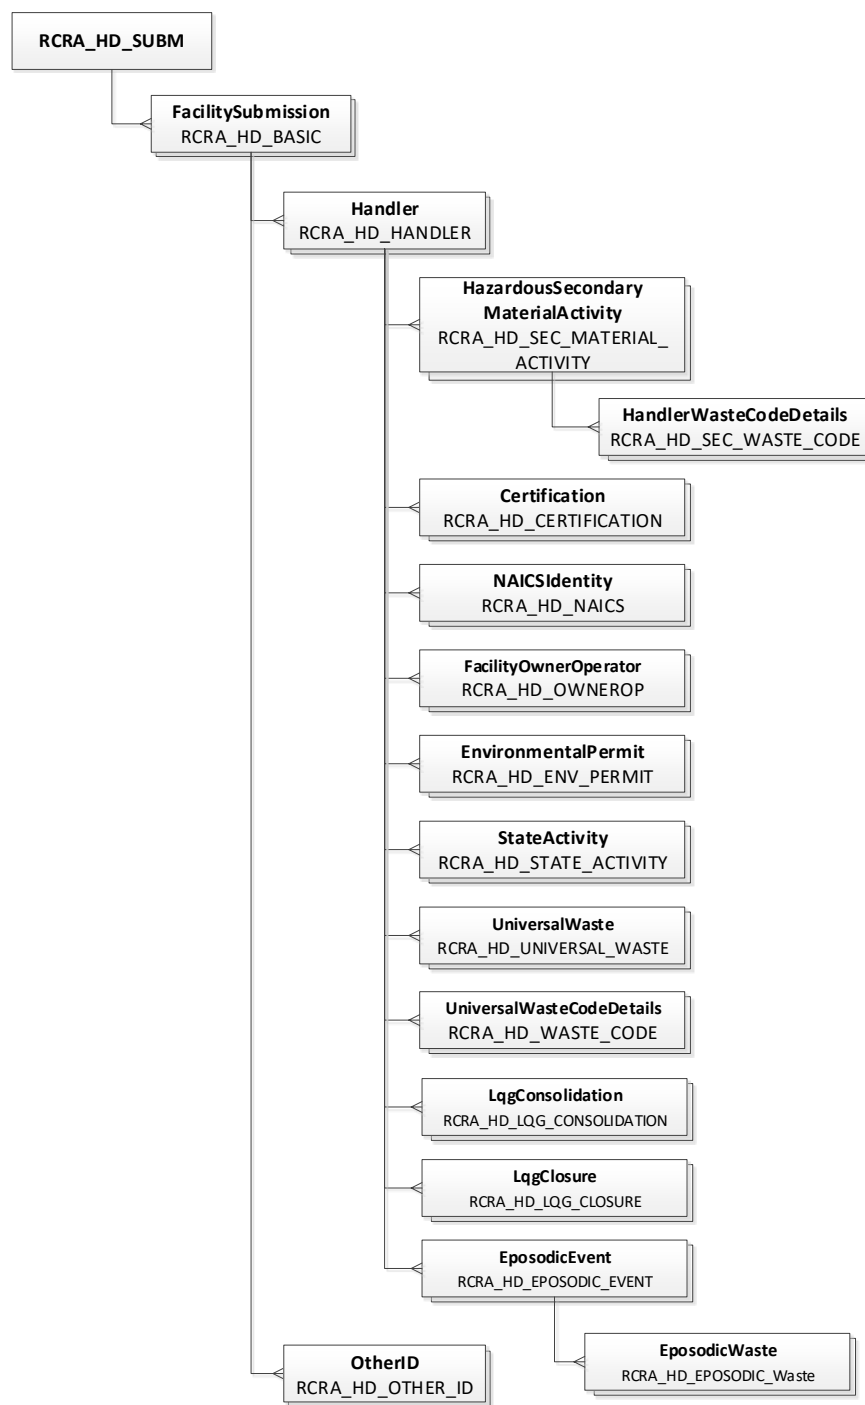 RCRA_HD_SUBM
FacilitySubmission
RCRA_HD_BASIC
Handler
RCRA_HD_HANDLER
HazardousSecondary
MaterialActivity
RCRA_HD_SEC_MATERIAL_
ACTIVITY
HandlerWasteCodeDetails
RCRA_HD_SEC_WASTE_CODE
Certification
RCRA_HD_CERTIFICATION
NAICSIdentity
RCRA_HD_NAICS
FacilityOwnerOperator
RCRA_HD_OWNEROP
EnvironmentalPermit
RCRA_HD_ENV_PERMIT
StateActivity
RCRA_HD_STATE_ACTIVITY
UniversalWaste
RCRA_HD_UNIVERSAL_WASTE
UniversalWasteCodeDetails
RCRA_HD_WASTE_CODE
LqgConsolidation
RCRA_HD_LQG_CONSOLIDATION
LqgClosure
RCRA_HD_LQG_CLOSURE
EposodicEvent
RCRA_HD_EPOSODIC_EVENT
EposodicWaste
RCRA_HD_EPOSODIC_Waste
OtherID
RCRA_HD_OTHER_ID